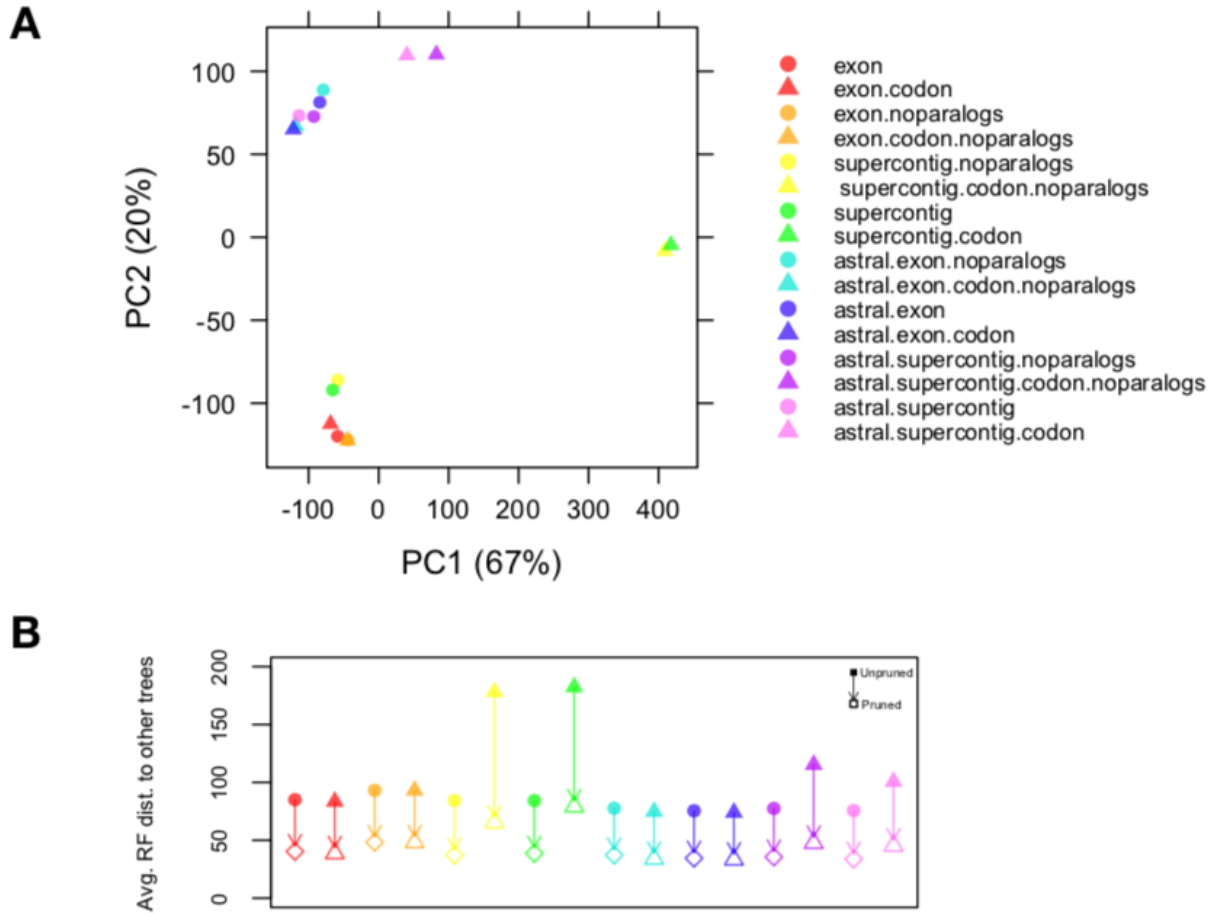 A
PC2 (20%)
100
50
0
-50
-100
-100
0
100
200
300
400
PC1 (67%)
exon
exon.codon
exon.noparalogs
exon.codon.noparalogs
supercontig.noparalogs
supercontig.codon.noparalogs
supercontig
supercontig.codon
astral.exon.noparalogs
astral.exon.codon.noparalogs
astral.exon
astral.exon.codon
astral.supercontig.noparalogs
astral.supercontig.codon.noparalogs
astral.supercontig
astral.supercontig.codon
B
Avg. RF dist. to other trees
200
150
100
50
0
Unpruned
Pruned